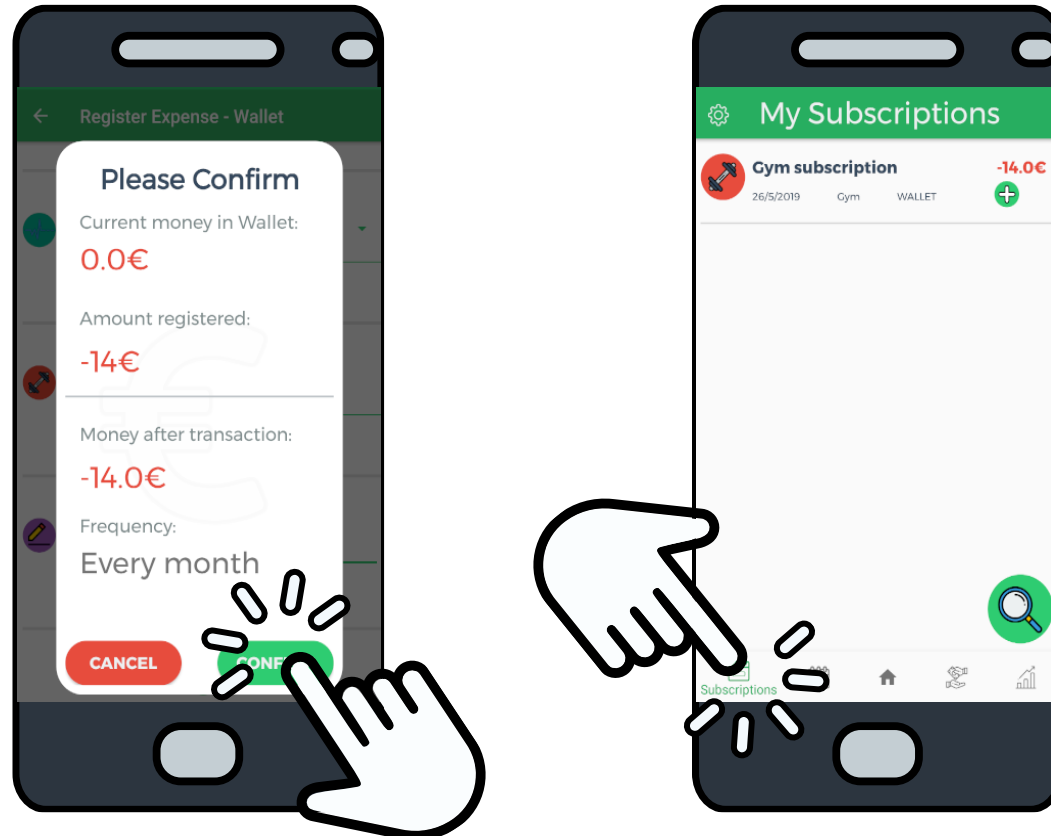 Register Expense - Wallet
Please Confirm
Current money in Wallet:
0.0€
Amount registered:
-14€
Money after transaction:
-14.0€
Frequency:
Every month
CANCEL
CONF
My Subscriptions
Gym subscription
-14.0€
26/5/2019 Gym WALLET
Subscriptions